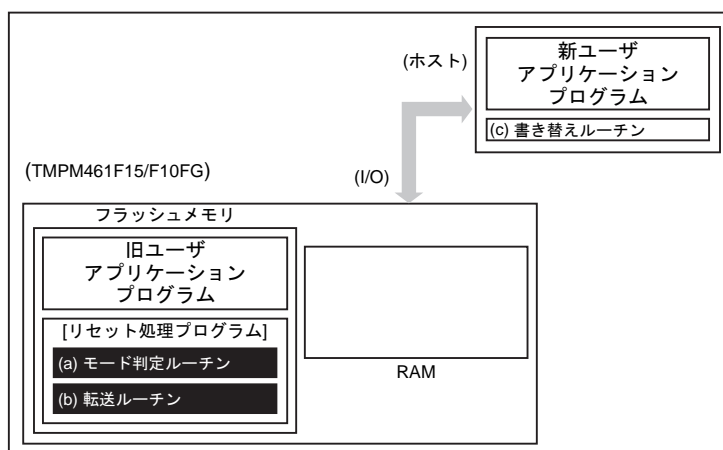 (ホスト)
新ユーザ
アプリケーション
プログラム
(c) 書き替えルーチン
(TMPM461F15/F10FG)
(I/O)
フラッシュメモリ
旧ユーザ
アプリケーション
プログラム
[リセット処理プログラム]
(a) モード判定ルーチン
(b) 転送ルーチン
RAM